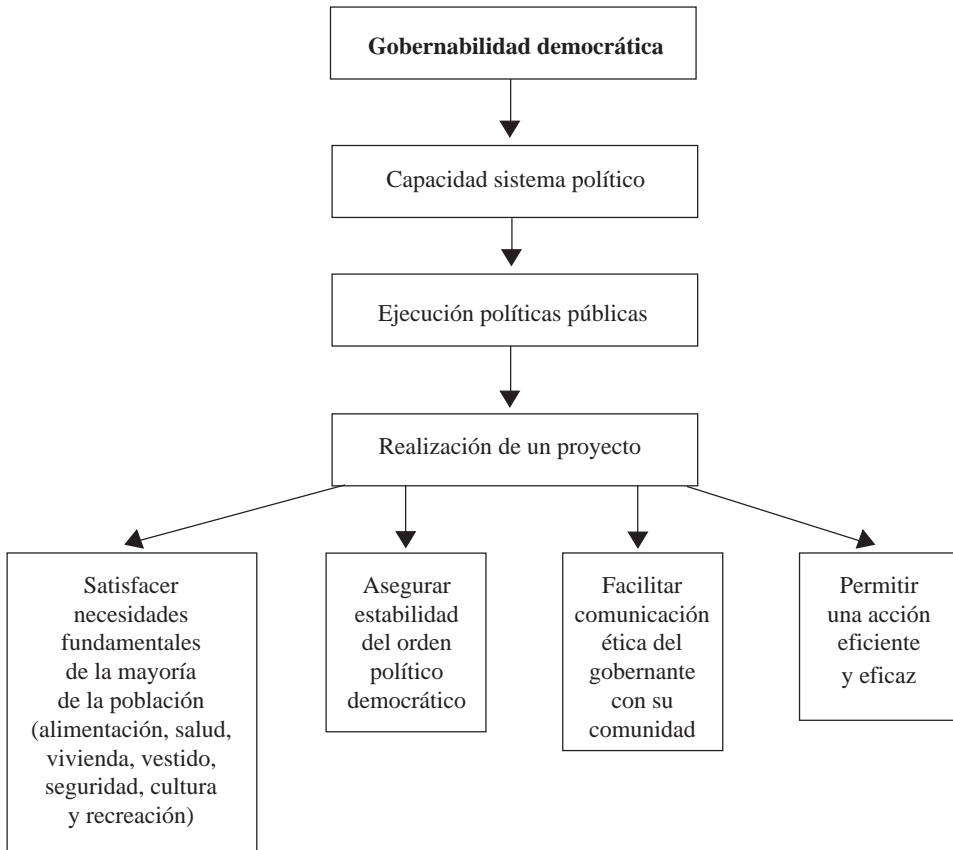 Gobernabilidad democrática
Capacidad sistema político
Ejecución políticas públicas
Realización de un proyecto
Satisfacer
necesidades
fundamentales
de la mayoría
de la población
(alimentación, salud,
vivienda, vestido,
seguridad, cultura
y recreación)
Asegurar
estabilidad
del orden
político
democrático
Facilitar
comunicación
ética del
gobernante
con su
comunidad
Permitir
una acción
eficiente
y eficaz